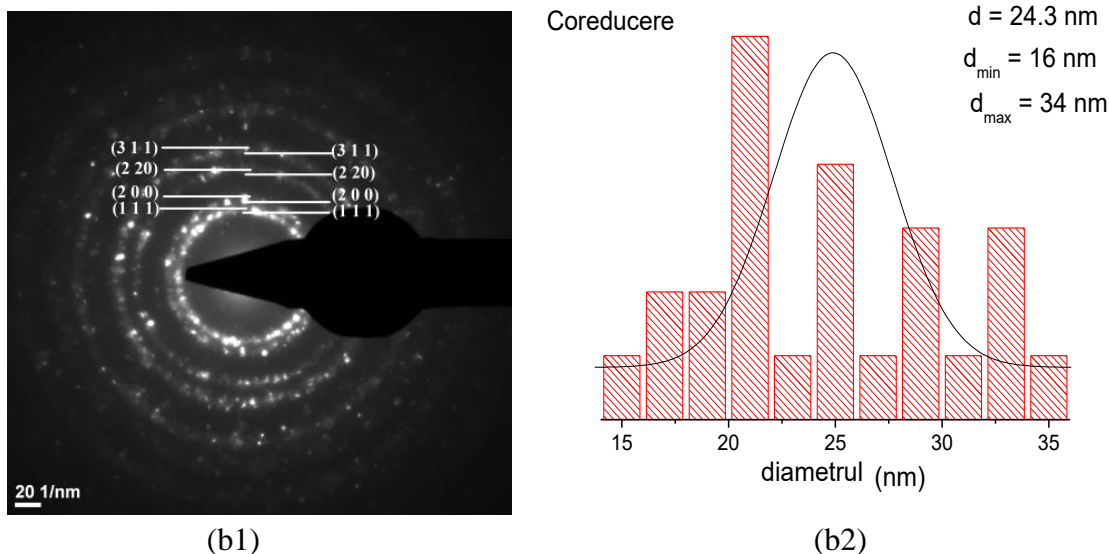 (3 1 1)
(2 20)
(2 0 0)
(1 1 1)
(3 1 1)
(2 20)
(2 0 0)
(1 1 1)
20 1/nm
(b1)
Coreducere
d = 24.3 nm
dmin = 16 nm
dmax = 34 nm
15 20 25 30 35
diametrul (nm)
(b2)